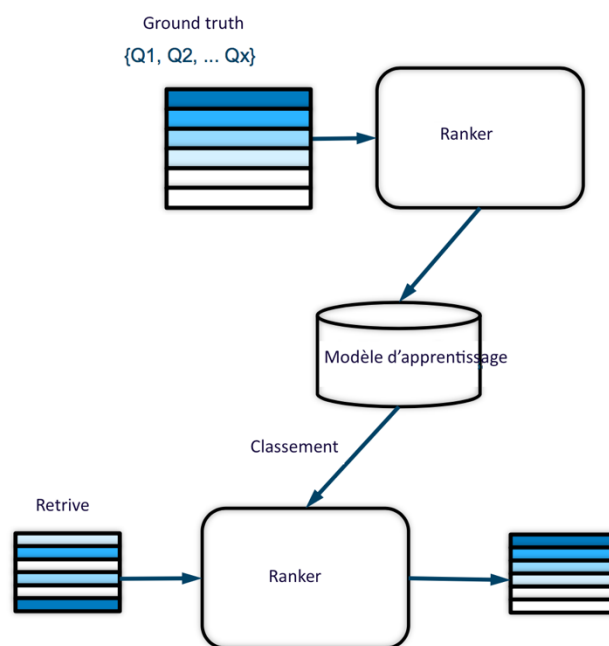 Ground truth
{Q1, Q2, ... Qx}
Ranker
Modèle d'apprentissage
Classement
Retrive
Ranker